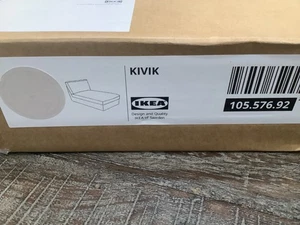 KIVIK
IKEA
Design and Quality
IKEA of Sweden
105.576.92